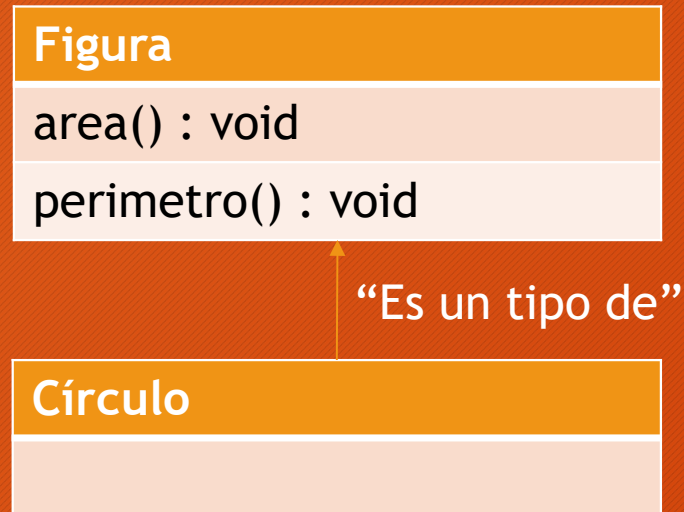 Figura
area() : void
perimetro() : void
“Es un tipo de”
Círculo